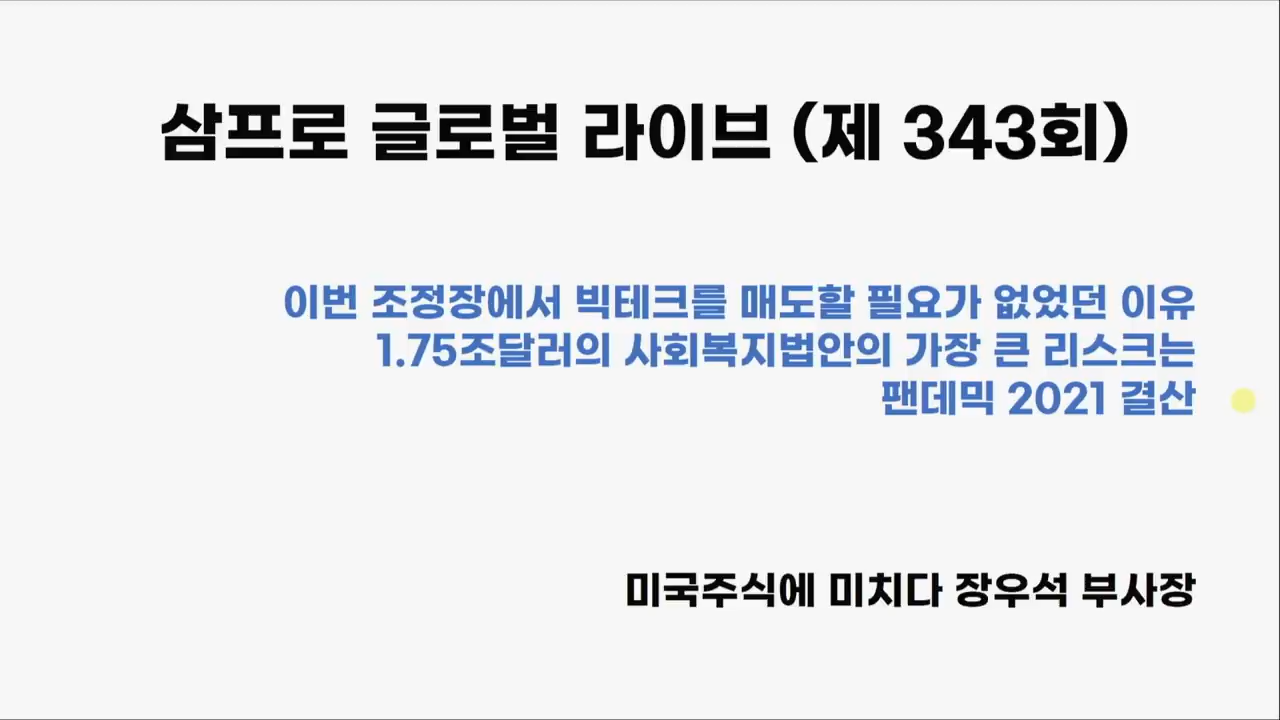 삼프로 글로벌 라이브 (제 343회)
이번 조정장에서 빅테크를 매도할 필요가 없었던 이유
1.75조달러의 사회복지법안의 가장 큰 리스크는
팬데믹 2021 결산
미국주식에 미치다 장우석 부사장